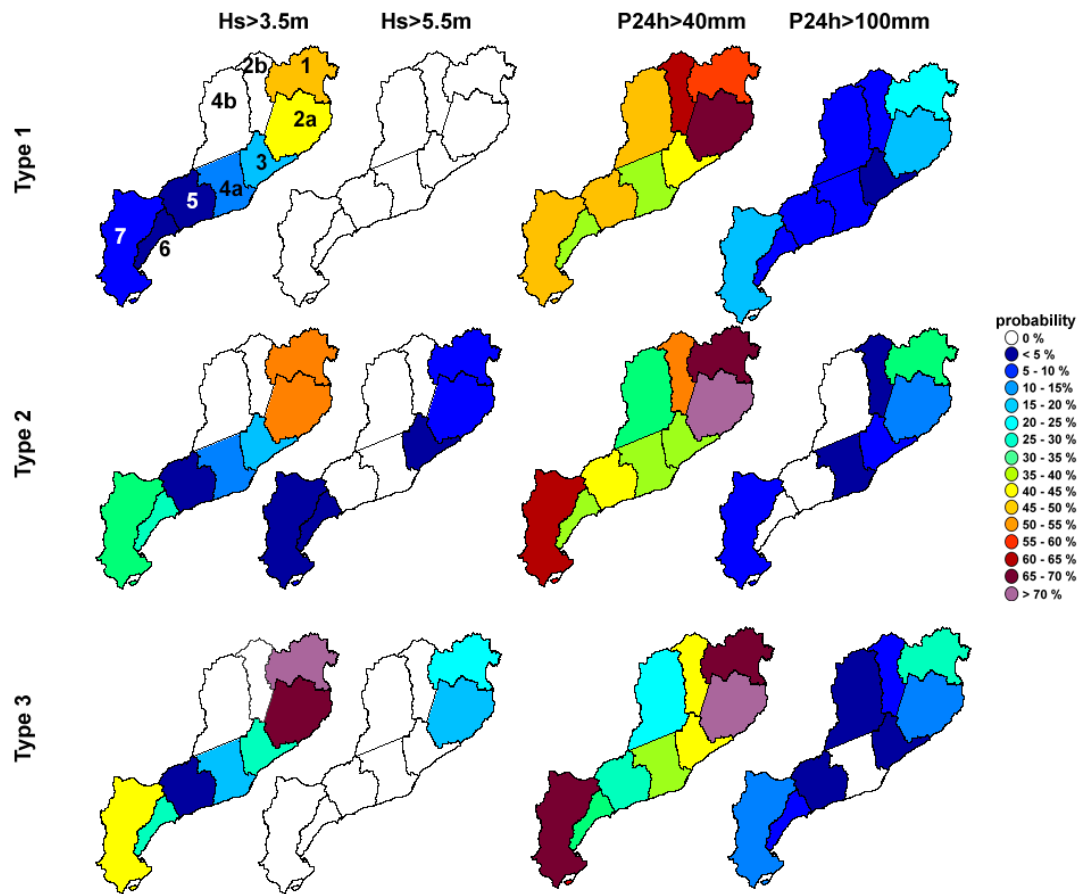 Hs>3.5m
Hs>5.5m
P24h>40mm
P24h>100mm
Type 1
2b
1
4b
2a
3
4a
5
7
6
Type 2
probability
0 %
< 5 %
5 - 10 %
10 - 15%
15 - 20 %
20 - 25 %
25 - 30 %
30 - 35 %
35 - 40 %
40 - 45 %
45 - 50 %
50 - 55 %
55 - 60 %
60 - 65 %
65 - 70 %
> 70 %
Type 3